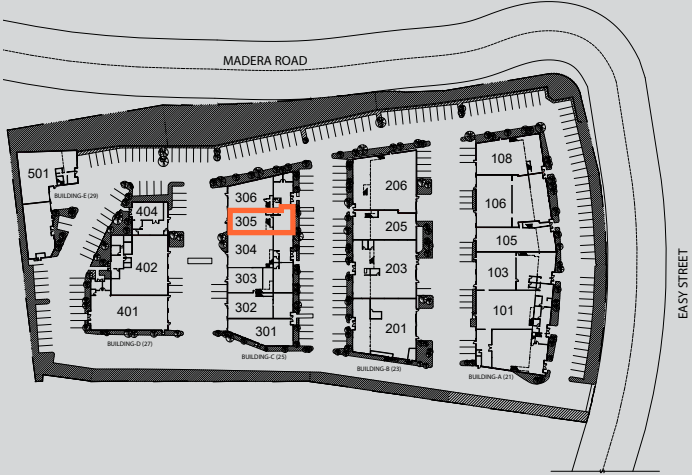 MADERA ROAD
EASY STREET
501
BUILDING-E (29)
404
402
401
BUILDING-D (27)
306
305
304
303
302
301
BUILDING-C (25)
206
205
203
201
BUILDING-B (23)
108
106
105
103
101
BUILDING-A (21)